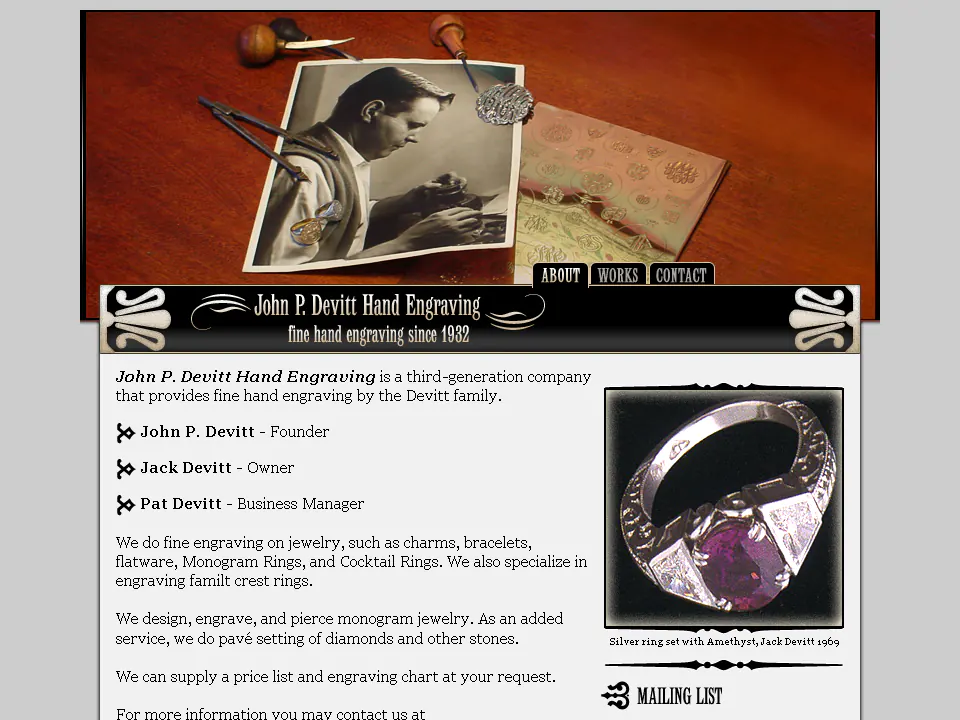 ABOUT WORKS CONTACT
John P. Devitt Hand Engraving
fine hand engraving since 1932
John P. Devitt Hand Engraving is a third-generation company
that provides fine hand engraving by the Devitt family.
John P. Devitt - Founder
Jack Devitt - Owner
Pat Devitt - Business Manager
We do fine engraving on jewelry, such as charms, bracelets,
flatware, Monogram Rings, and Cocktail Rings. We also specialize in
engraving familt crest rings.
We design, engrave, and pierce monogram jewelry. As an added
service, we do pavé setting of diamonds and other stones.
We can supply a price list and engraving chart at your request.
For more information you may contact us at
Silver ring set with Amethyst, Jack Devitt 1969
MAILING LIST